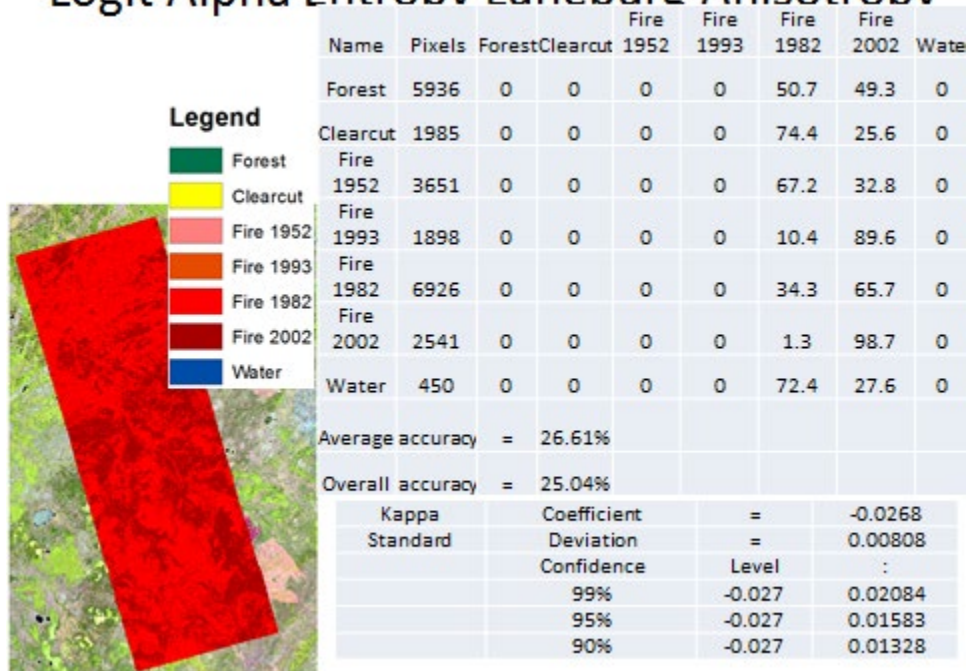 Logit Alpha Entropy Luneburg Anisotropy
Name Pixels Forest Clearcut Fire 1952 Fire 1993 Fire 1982 Fire 2002 Water
Forest 5936 0 0 0 0 50.7 49.3 0
Clearcut 1985 0 0 0 0 74.4 25.6 0
Fire 1952 3651 0 0 0 0 67.2 32.8 0
Fire 1993 1898 0 0 0 0 10.4 89.6 0
Fire 1982 6926 0 0 0 0 34.3 65.7 0
Fire 2002 2541 0 0 0 0 1.3 98.7 0
Water 450 0 0 0 0 72.4 27.6 0
Average accuracy = 26.61%
Overall accuracy = 25.04%
Kappa Coefficient = -0.0268
Standard Deviation = 0.00808
Confidence Level :
99% -0.027 0.02084
95% -0.027 0.01583
90% -0.027 0.01328
Legend
Forest
Clearcut
Fire 1952
Fire 1993
Fire 1982
Fire 2002
Water